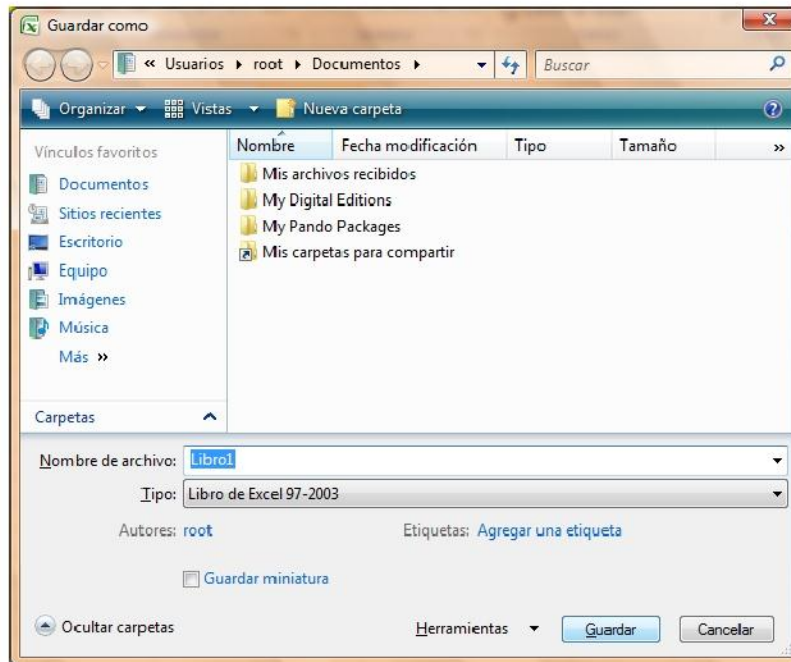 Guardar como
« Usuarios ▸ root ▸ Documentos ▸ Buscar
Organizar Vistas Nueva carpeta
Vínculos favoritos
Documentos
Sitios recientes
Escritorio
Equipo
Imágenes
Música
Más »
Carpetas
Nombre Fecha modificación Tipo Tamaño »
Mis archivos recibidos
My Digital Editions
My Pando Packages
Mis carpetas para compartir
Nombre de archivo: Libro1
Tipo: Libro de Excel 97-2003
Autores: root Etiquetas: Agregar una etiqueta
Guardar miniatura
Ocultar carpetas Herramientas Guardar Cancelar